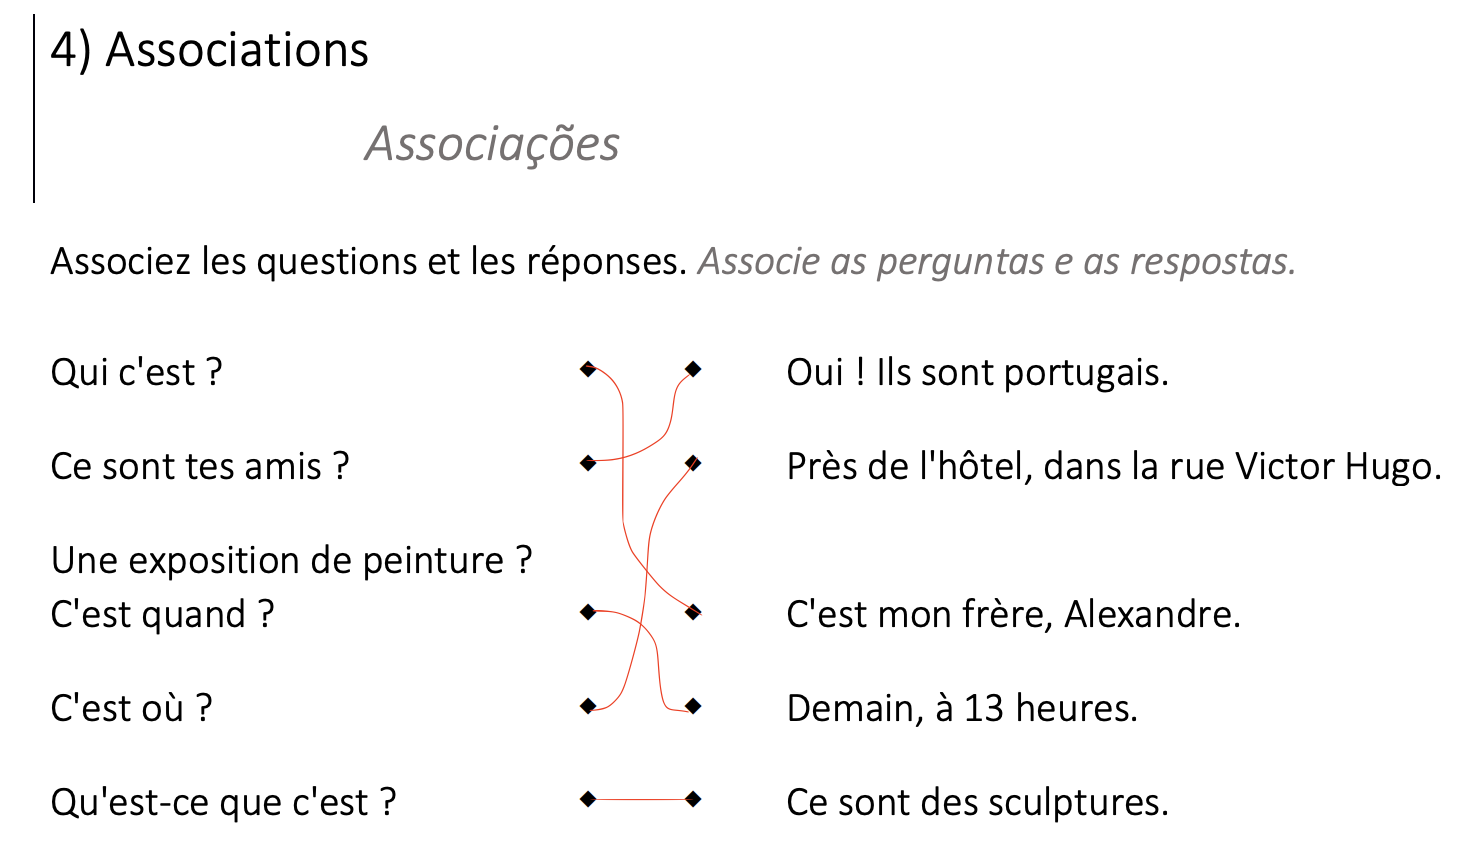 4) Associations
Associações
Associez les questions et les réponses. Associe as perguntas e as respostas.
Qui c'est ?
Oui ! Ils sont portugais.
Ce sont tes amis ?
Près de l'hôtel, dans la rue Victor Hugo.
Une exposition de peinture ?
C'est quand ?
C'est mon frère, Alexandre.
C'est où ?
Demain, à 13 heures.
Qu'est-ce que c'est ?
Ce sont des sculptures.